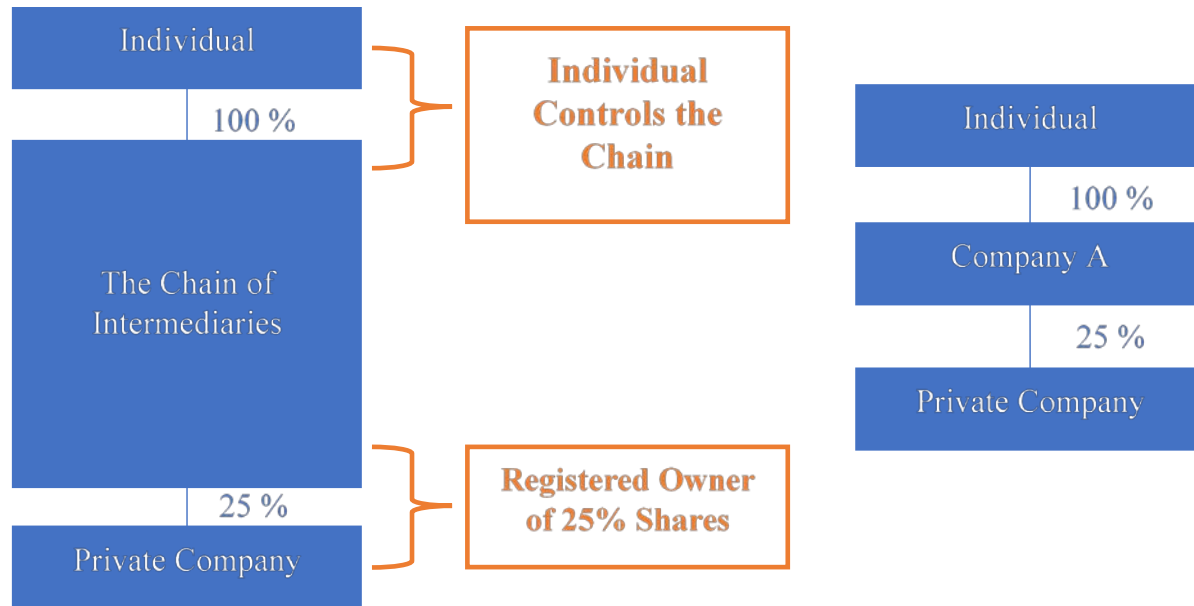 Individual
100 %
The Chain of
Intermediaries
25 %
Private Company
Individual
Controls the
Chain
Registered Owner
of 25% Shares
Individual
100 %
Company A
25 %
Private Company